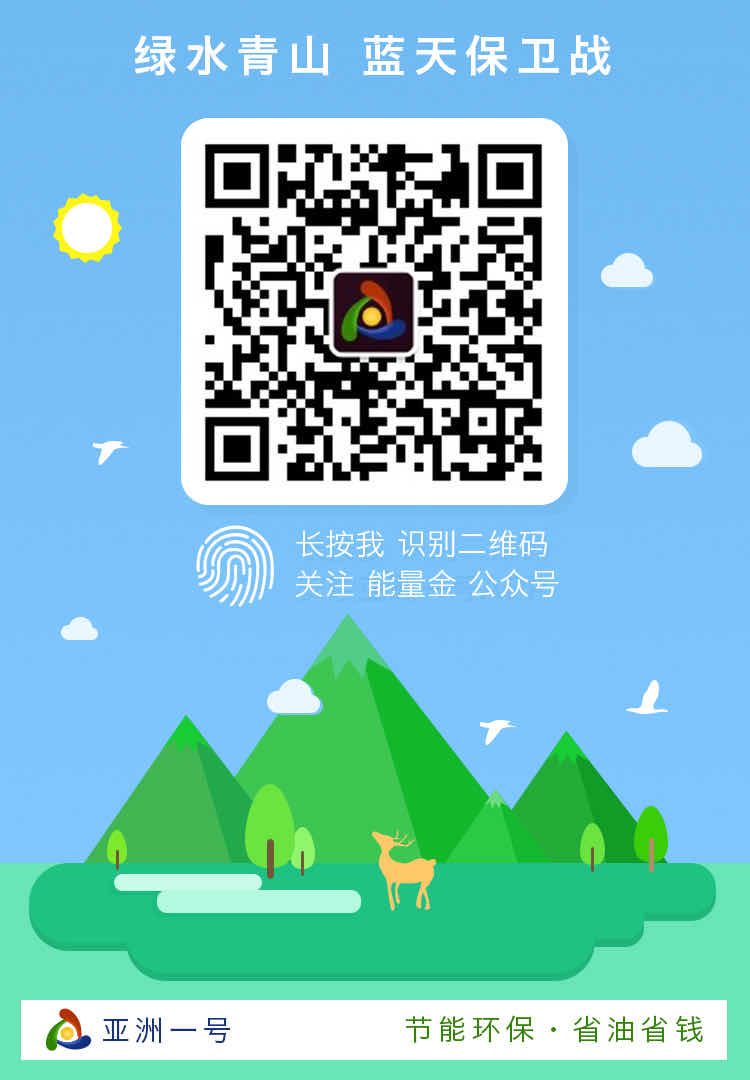 绿水青山 蓝天保卫战
长按我 识别二维码
关注 能量金 公众号
亚洲一号
节能环保·省油省钱